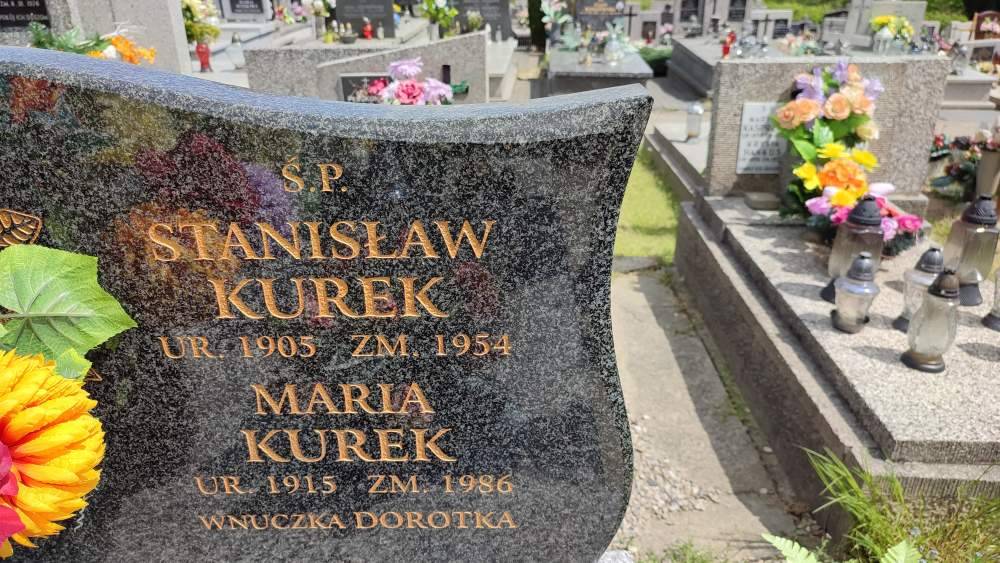 Ś.P.
STANISŁAW
KUREK
UR. 1905 ZM. 1954
MARIA
KUREK
UR. 1915 ZM. 1986
WNUCZKA DOROTKA